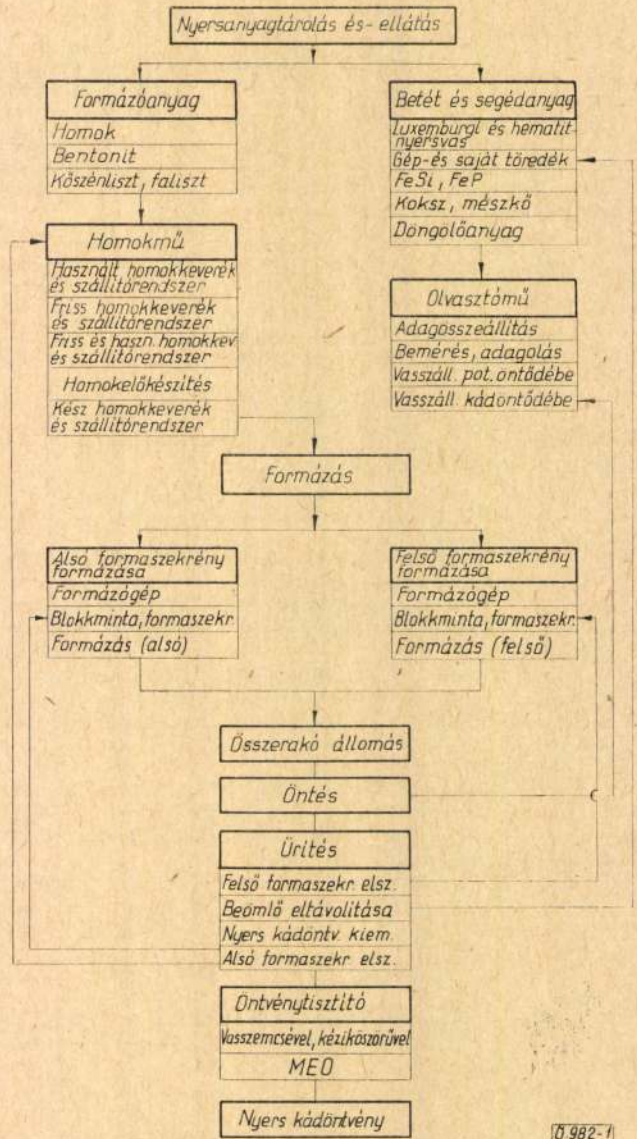 Nyersanyagtárolás és- ellátás
Formázóanyag
Homok
Bentonit
Kőszénliszt, faliszt
Betét és segédanyag
Luxemburgi és hematit-
nyersvas
Gép-és saját töredék
FeSi, FeP
Koksz, mészkő
Döngölőanyag
Homokmű
Használt homokkeverék
és szállítórendszer
Friss homokkeverék
és szállítórendszer
Friss és haszn. homokkev.
és szállítórendszer
Homokelőkészítés
Kész homokkeverék
és szállítórendszer
Olvasztómű
Adagösszeállítás
Bemérés, adagolás
Vasszáll. pot. öntödébe
Vasszáll. kádöntödébe
Formázás
Alsó formaszekrény
formázása
Formázógép
Blokkminta, formaszekr.
Formázás (alsó)
Felső formaszekrény
formázása
Formázógép
Blokkminta, formaszekr.
Formázás (felső)
Összerakó állomás
Öntés
Ürítés
Felső formaszekr. elsz.
Beömlő eltávolítása
Nyers kádöntv. kiem.
Alsó formaszekr. elsz.
Öntvénytisztító
Vasszemcsével, kéziköszörűvel
MEO
Nyers kádöntvény
Ö.982-1